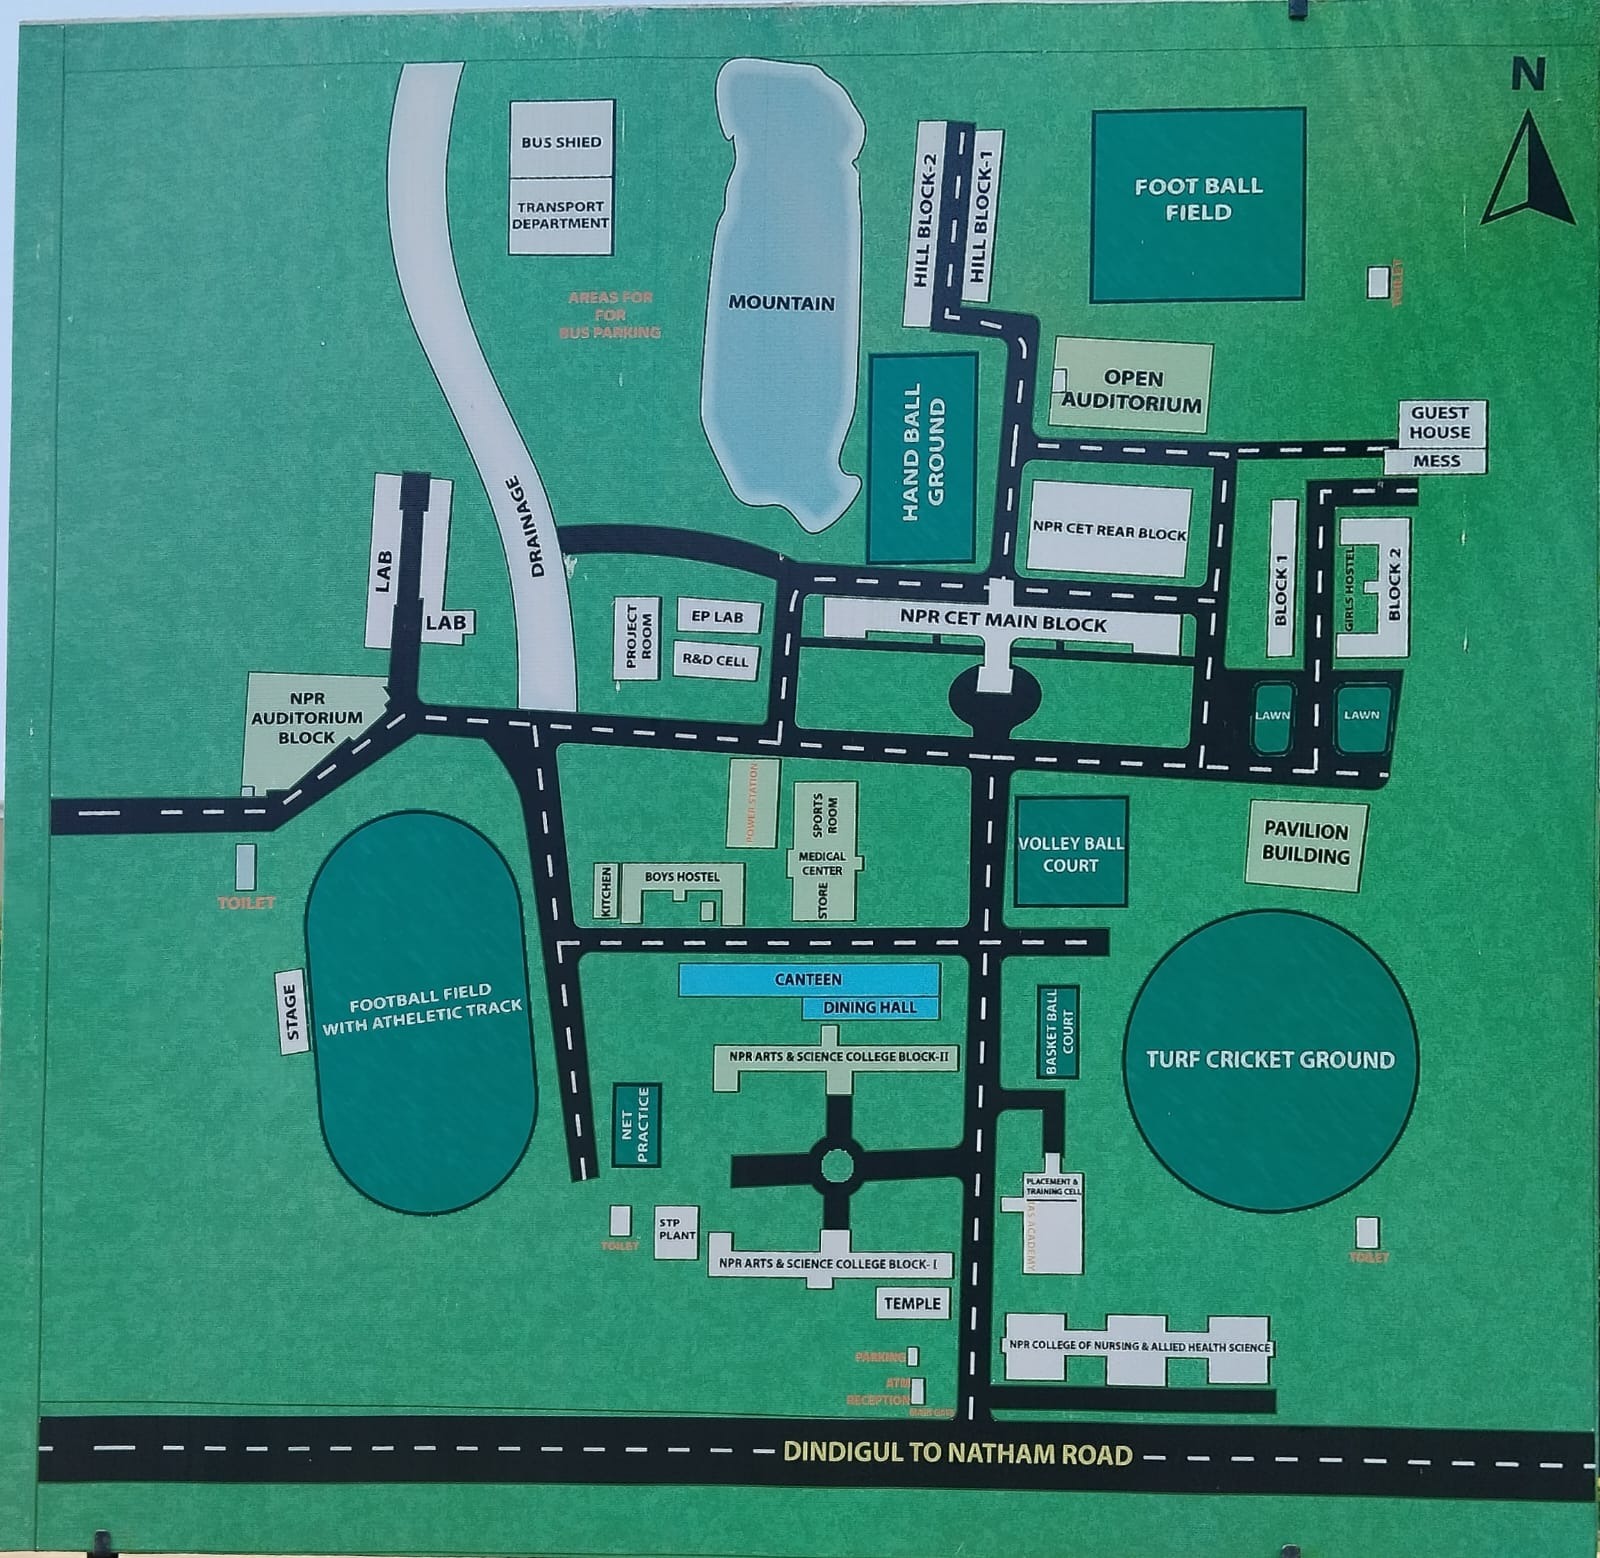 N
BUS SHIED
TRANSPORT
DEPARTMENT
AREAS FOR
FOR
BUS PARKING
MOUNTAIN
HILL BLOCK-2
HILL BLOCK-1
FOOT BALL
FIELD
TOILET
HAND BALL
GROUND
OPEN
AUDITORIUM
GUEST
HOUSE
MESS
NPR CET REAR BLOCK
DRAINAGE
LAB
LAB
PROJECT
ROOM
EP LAB
R&D CELL
NPR CET MAIN BLOCK
BLOCK 1
GIRLS HOSTEL
BLOCK 2
LAWN
LAWN
NPR
AUDITORIUM
BLOCK
POWER STATION
SPORTS
ROOM
MEDICAL
CENTER
STORE
KITCHEN
BOYS HOSTEL
VOLLEY BALL
COURT
PAVILION
BUILDING
TOILET
STAGE
FOOTBALL FIELD
WITH ATHELETIC TRACK
CANTEEN
DINING HALL
NPR ARTS & SCIENCE COLLEGE BLOCK-II
BASKET BALL
COURT
TURF CRICKET GROUND
NET
PRACTICE
PLACEMENT &
TRAINING CELL
IAS ACADEMY
TOILET
STP
PLANT
TOILET
NPR ARTS & SCIENCE COLLEGE BLOCK- I
TEMPLE
NPR COLLEGE OF NURSING & ALLIED HEALTH SCIENCE
PARKING
ATM
RECEPTION
MAIN GATE
DINDIGUL TO NATHAM ROAD